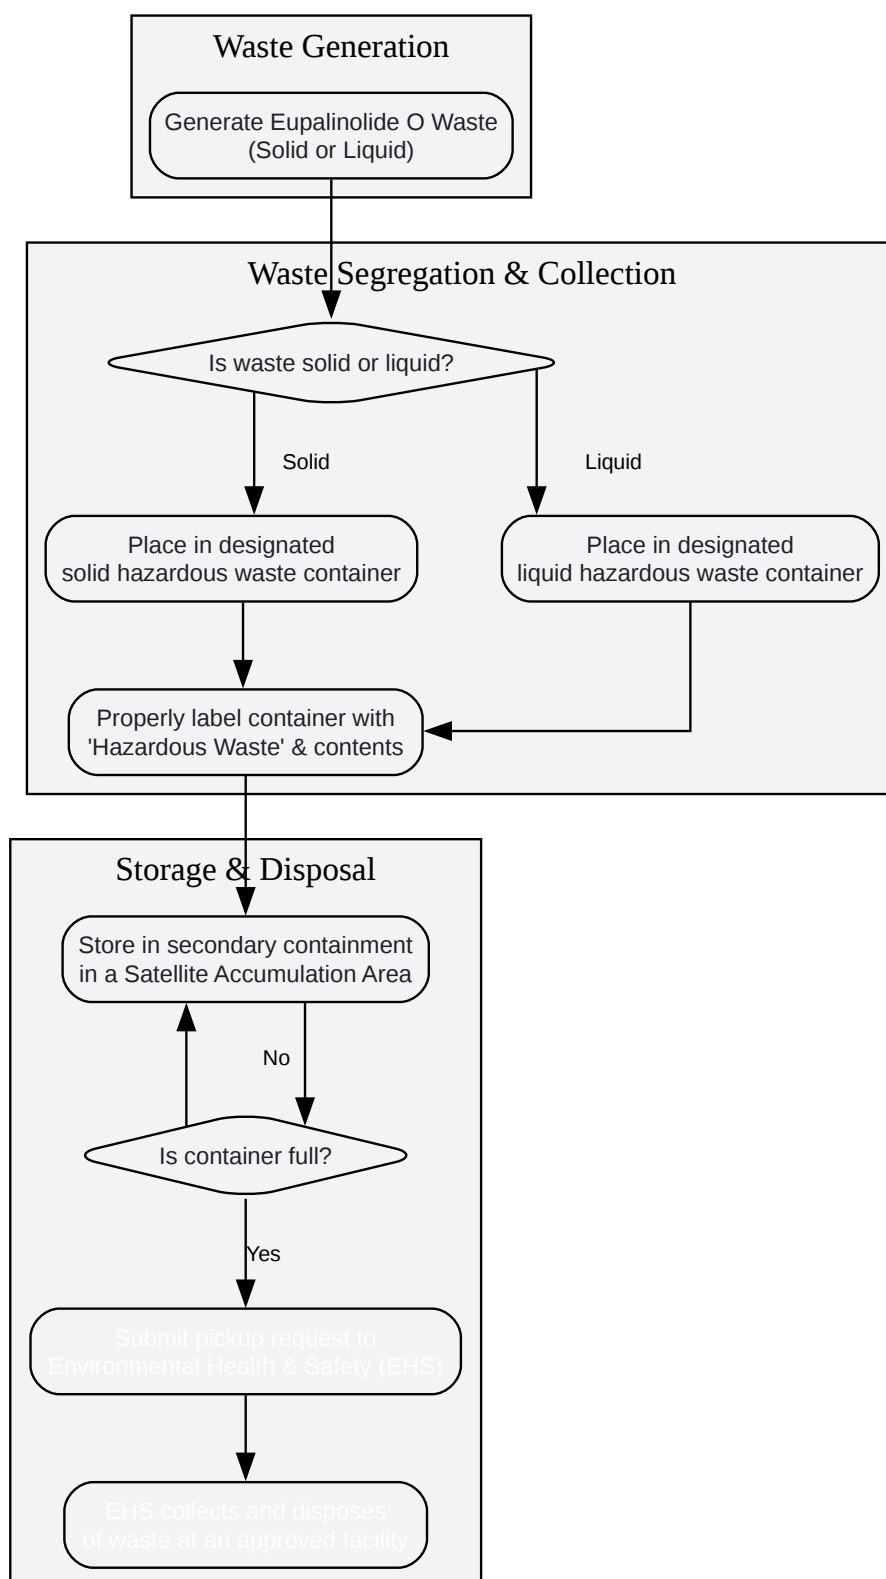 Waste Generation
Generate Eupalinolide O Waste
(Solid or Liquid)
Waste Segregation & Collection
Is waste solid or liquid?
Solid
Liquid
Place in designated
solid hazardous waste container
Place in designated
liquid hazardous waste container
Properly label container with
'Hazardous Waste' & contents
Storage & Disposal
Store in secondary containment
in a Satellite Accumulation Area
No
Is container full?
Yes
Submit pickup request to
Environmental Health & Safety (EHS)
EHS collects and disposes
of waste at an approved facility